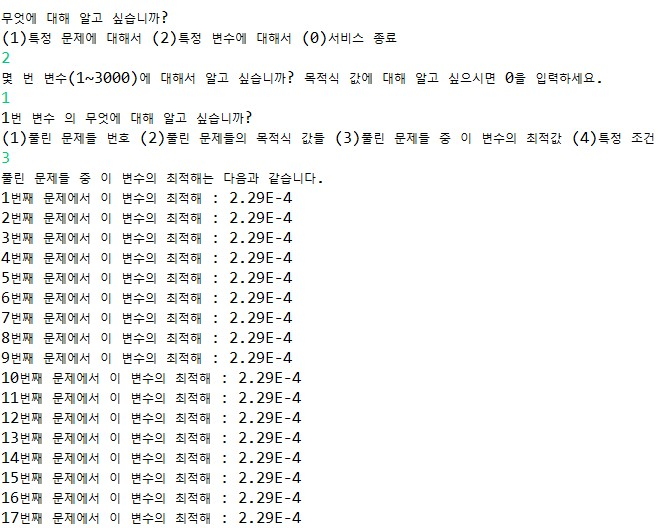 무엇에 대해 알고 싶습니까?
(1)특정 문제에 대해서 (2)특정 변수에 대해서 (0)서비스 종료
2
몇 번 변수(1~3000)에 대해서 알고 싶습니까? 목적식 값에 대해 알고 싶으시면 0을 입력하세요.
1
1번 변수 의 무엇에 대해 알고 싶습니까?
(1)풀린 문제들 번호 (2)풀린 문제들의 목적식 값들 (3)풀린 문제들 중 이 변수의 최적값 (4)특정 조건
3
풀린 문제들 중 이 변수의 최적해는 다음과 같습니다.
1번째 문제에서 이 변수의 최적해 : 2.29E-4
2번째 문제에서 이 변수의 최적해 : 2.29E-4
3번째 문제에서 이 변수의 최적해 : 2.29E-4
4번째 문제에서 이 변수의 최적해 : 2.29E-4
5번째 문제에서 이 변수의 최적해 : 2.29E-4
6번째 문제에서 이 변수의 최적해 : 2.29E-4
7번째 문제에서 이 변수의 최적해 : 2.29E-4
8번째 문제에서 이 변수의 최적해 : 2.29E-4
9번째 문제에서 이 변수의 최적해 : 2.29E-4
10번째 문제에서 이 변수의 최적해 : 2.29E-4
11번째 문제에서 이 변수의 최적해 : 2.29E-4
12번째 문제에서 이 변수의 최적해 : 2.29E-4
13번째 문제에서 이 변수의 최적해 : 2.29E-4
14번째 문제에서 이 변수의 최적해 : 2.29E-4
15번째 문제에서 이 변수의 최적해 : 2.29E-4
16번째 문제에서 이 변수의 최적해 : 2.29E-4
17번째 문제에서 이 변수의 최적해 : 2.29E-4